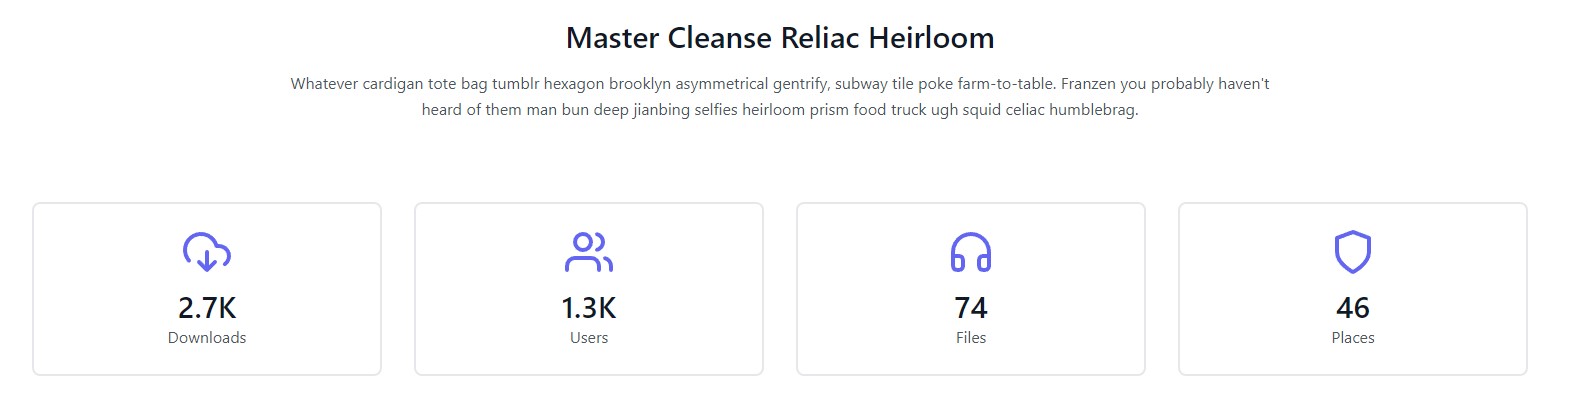 Master Cleanse Reliac Heirloom
Whatever cardigan tote bag tumblr hexagon brooklyn asymmetrical gentrify, subway tile poke farm-to-table. Franzen you probably haven't
heard of them man bun deep jianbing selfies heirloom prism food truck ugh squid celiac humblebrag.
2.7K
Downloads
1.3K
Users
74
Files
46
Places